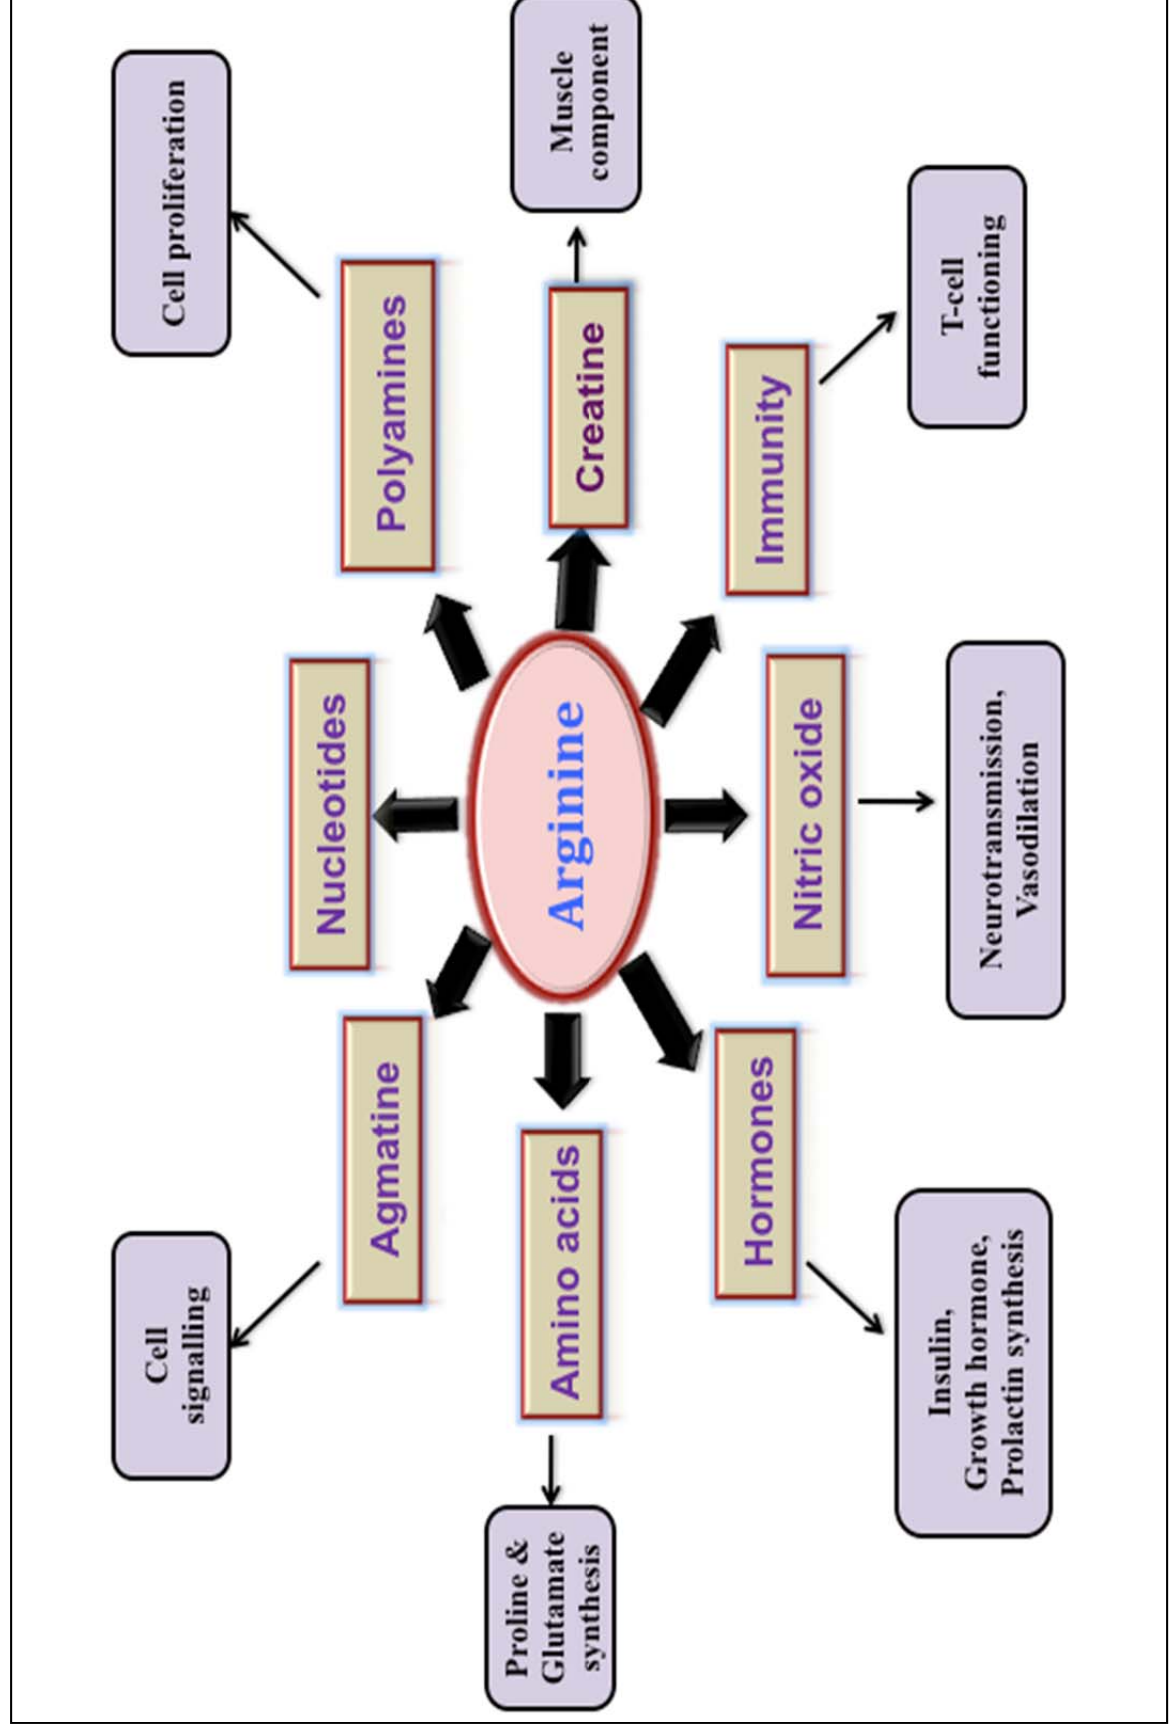 Cell
signalling
Cell proliferation
Nucleotides
Agmatine
Polyamines
Proline &
Glutamate
synthesis
Amino acids
Arginine
Creatine
Muscle
component
Hormones
Immunity
Nitric oxide
Insulin,
Growth hormone,
Prolactin synthesis
Neurotransmission,
Vasodilation
T-cell
functioning